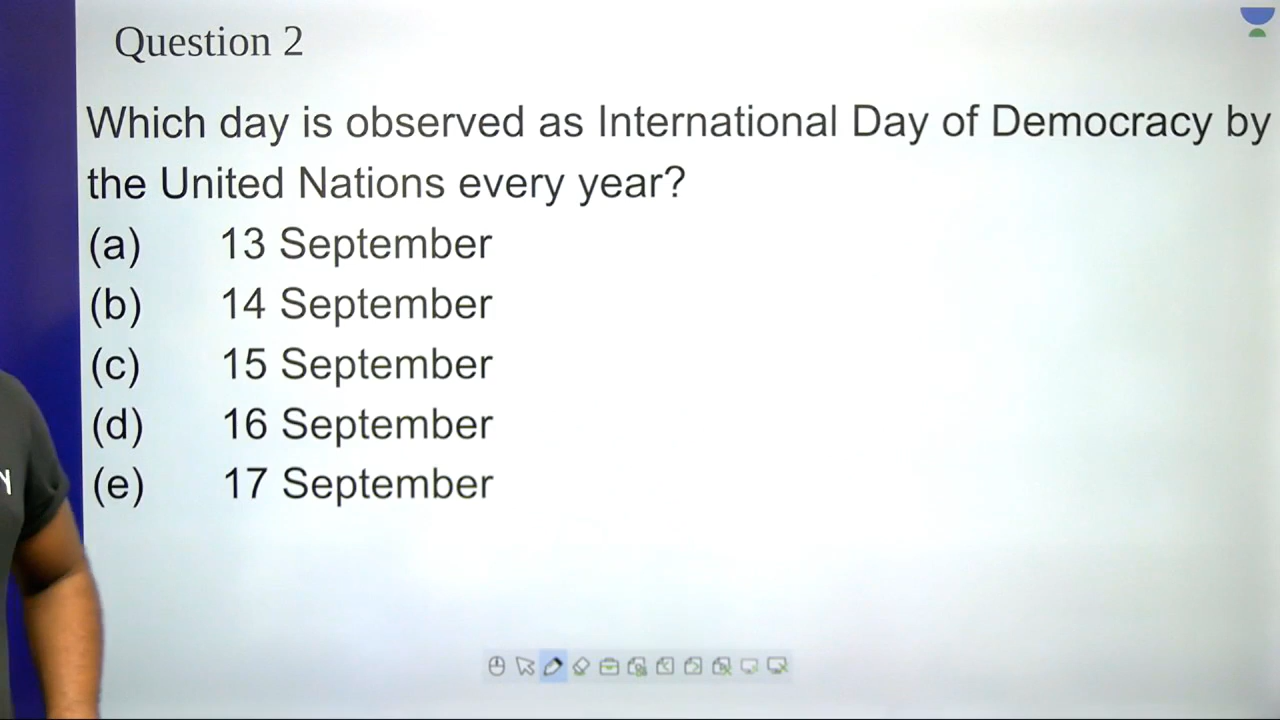 Question 2
Which day is observed as International Day of Democracy by
the United Nations every year?
(a) 13 September
(b) 14 September
(c) 15 September
(d) 16 September
(e) 17 September